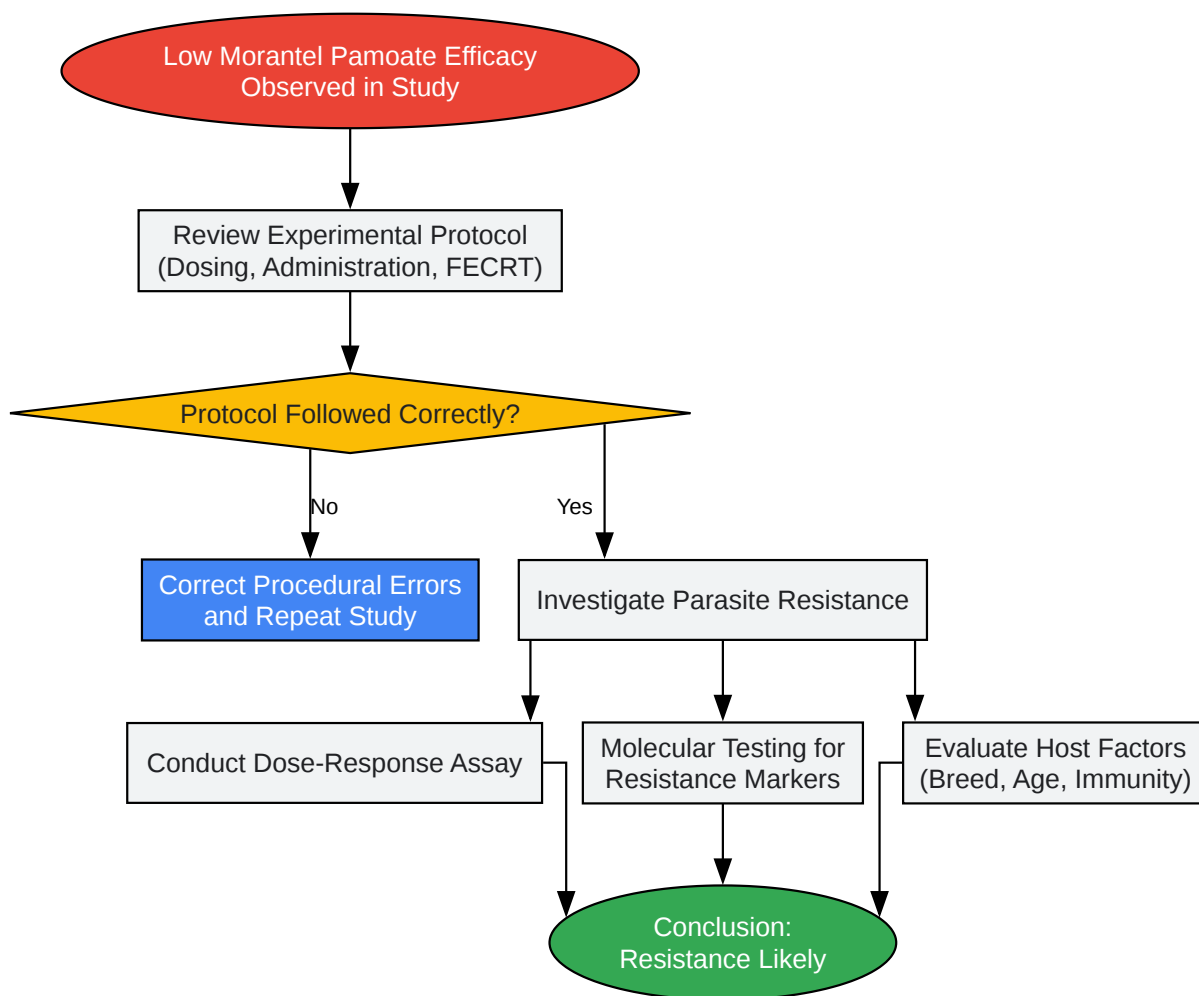 Low Morantel Pamoate Efficacy
Observed in Study
Review Experimental Protocol
(Dosing, Administration, FECRT)
Protocol Followed Correctly?
No
Yes
Correct Procedural Errors
and Repeat Study
Investigate Parasite Resistance
Conduct Dose-Response Assay
Molecular Testing for
Resistance Markers
Evaluate Host Factors
(Breed, Age, Immunity)
Conclusion:
Resistance Likely